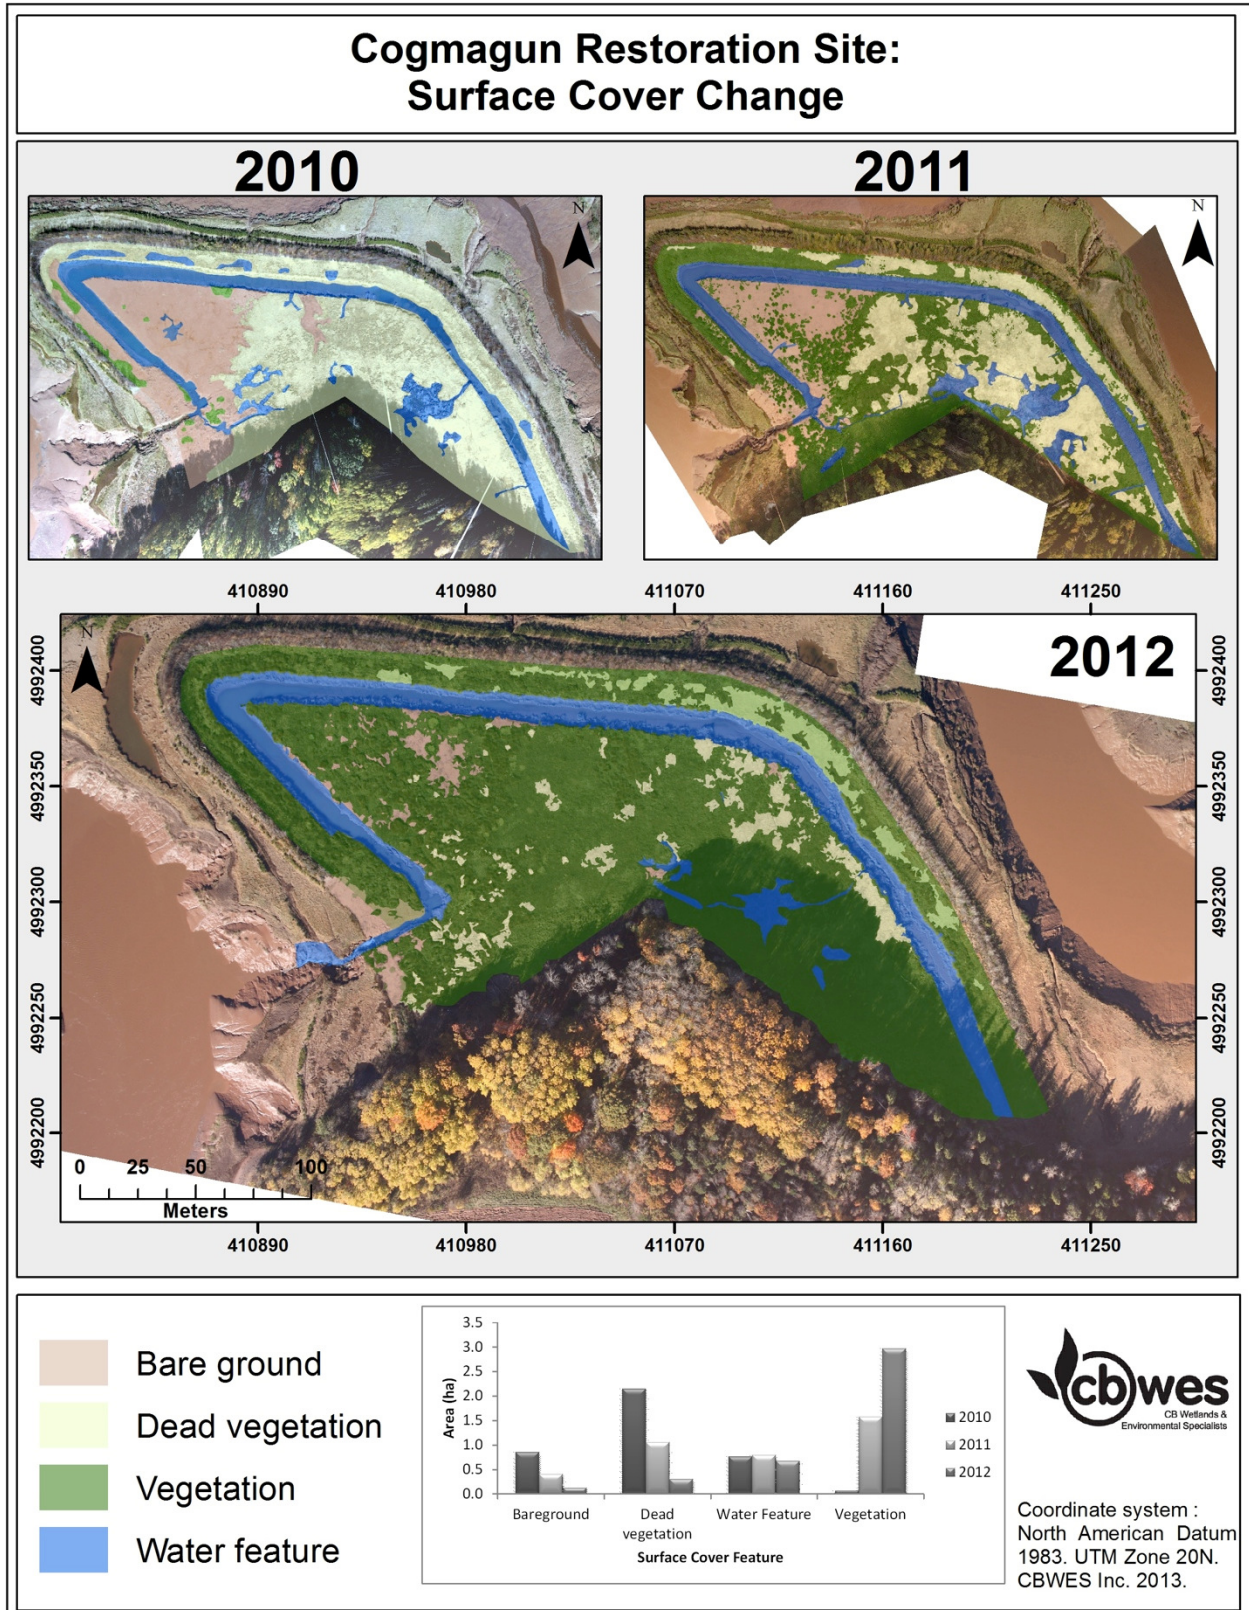 Cogmagun Restoration Site:
Surface Cover Change
2010
2011
N
N
410890 410980 411070 411160 411250
2012
N
4992400
4992350
4992300
4992250
4992200
4992400
4992350
4992300
4992250
4992200
0 25 50 100
Meters
410890 410980 411070 411160 411250
Bare ground
Dead vegetation
Vegetation
Water feature
3.5
3.0
2.5
2.0
1.5
1.0
0.5
0.0
Area (ha)
Bareground
Dead
vegetation
Water Feature
Vegetation
Surface Cover Feature
2010
2011
2012
cbwes
CB Wetlands &
Environmental Specialists
Coordinate system :
North American Datum
1983. UTM Zone 20N.
CBWES Inc. 2013.